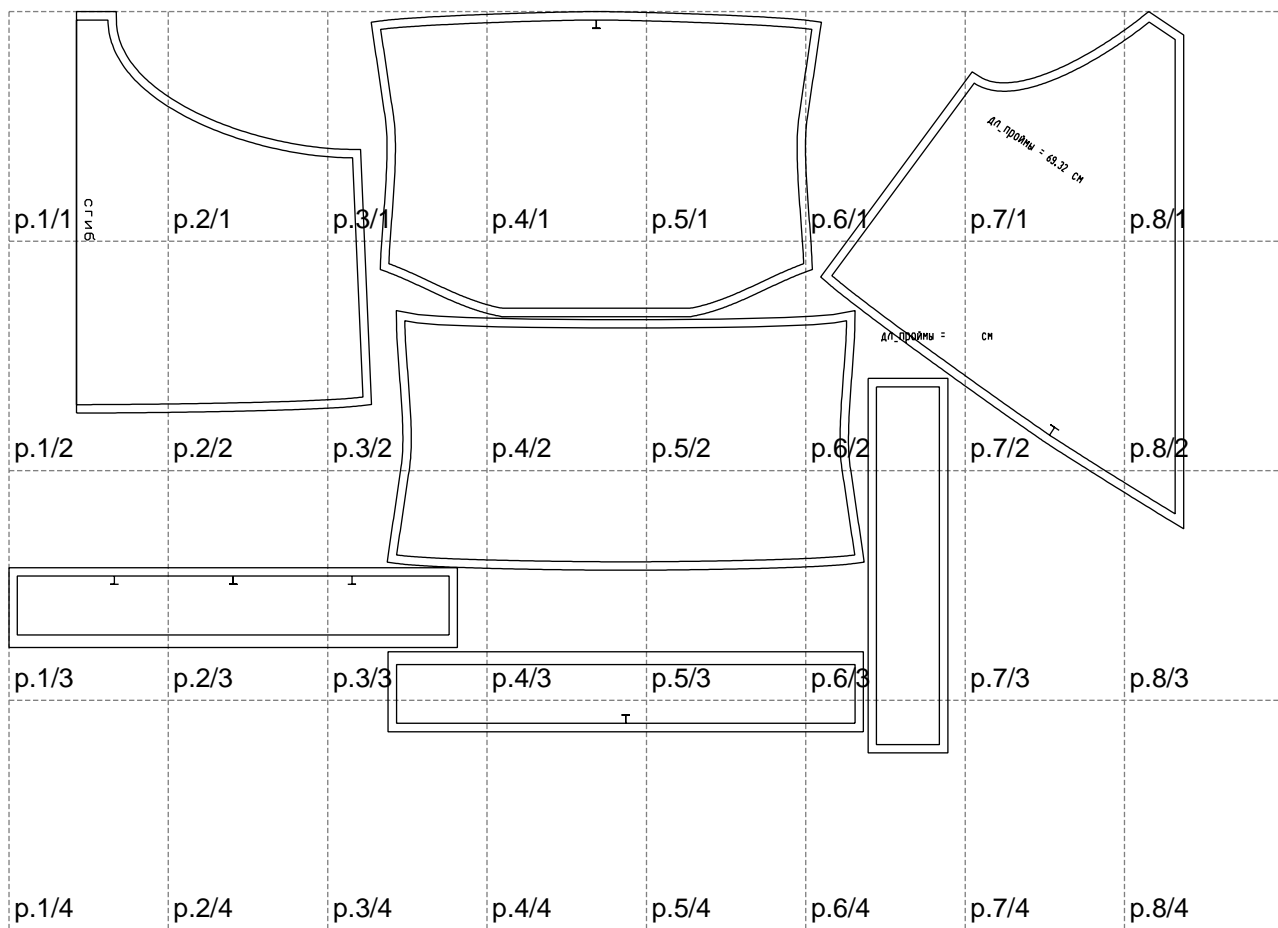 дл_проймы = 69.32 см
сгиб
p.1/1 p.2/1 p.3/1 p.4/1 p.5/1 p.6/1 p.7/1 p.8/1
дл_проймы = см
p.1/2 p.2/2 p.3/2 p.4/2 p.5/2 p.6/2 p.7/2 p.8/2
p.1/3 p.2/3 p.3/3 p.4/3 p.5/3 p.6/3 p.7/3 p.8/3
p.1/4 p.2/4 p.3/4 p.4/4 p.5/4 p.6/4 p.7/4 p.8/4